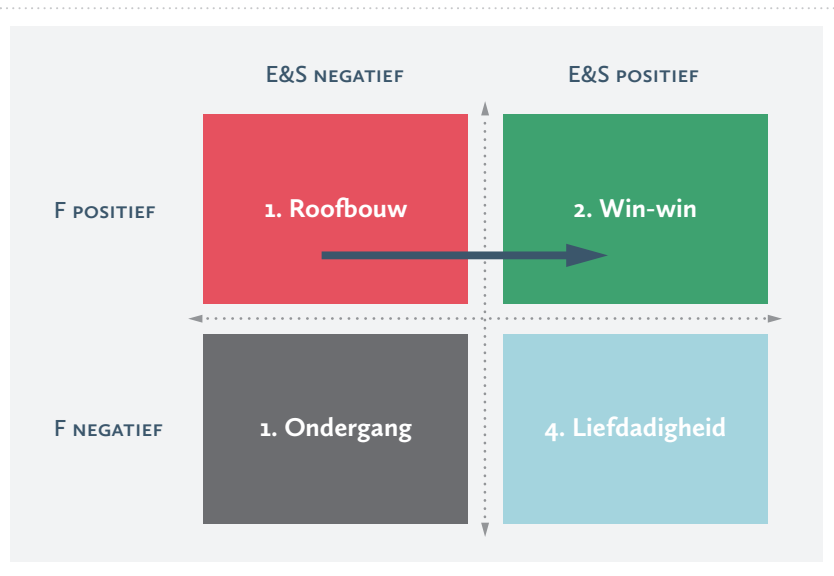 E&S NEGATIEF
E&S POSITIEF
F POSITIEF
1. Roofbouw
2. Win-win
F NEGATIEF
1. Ondergang
4. Liefdadigheid